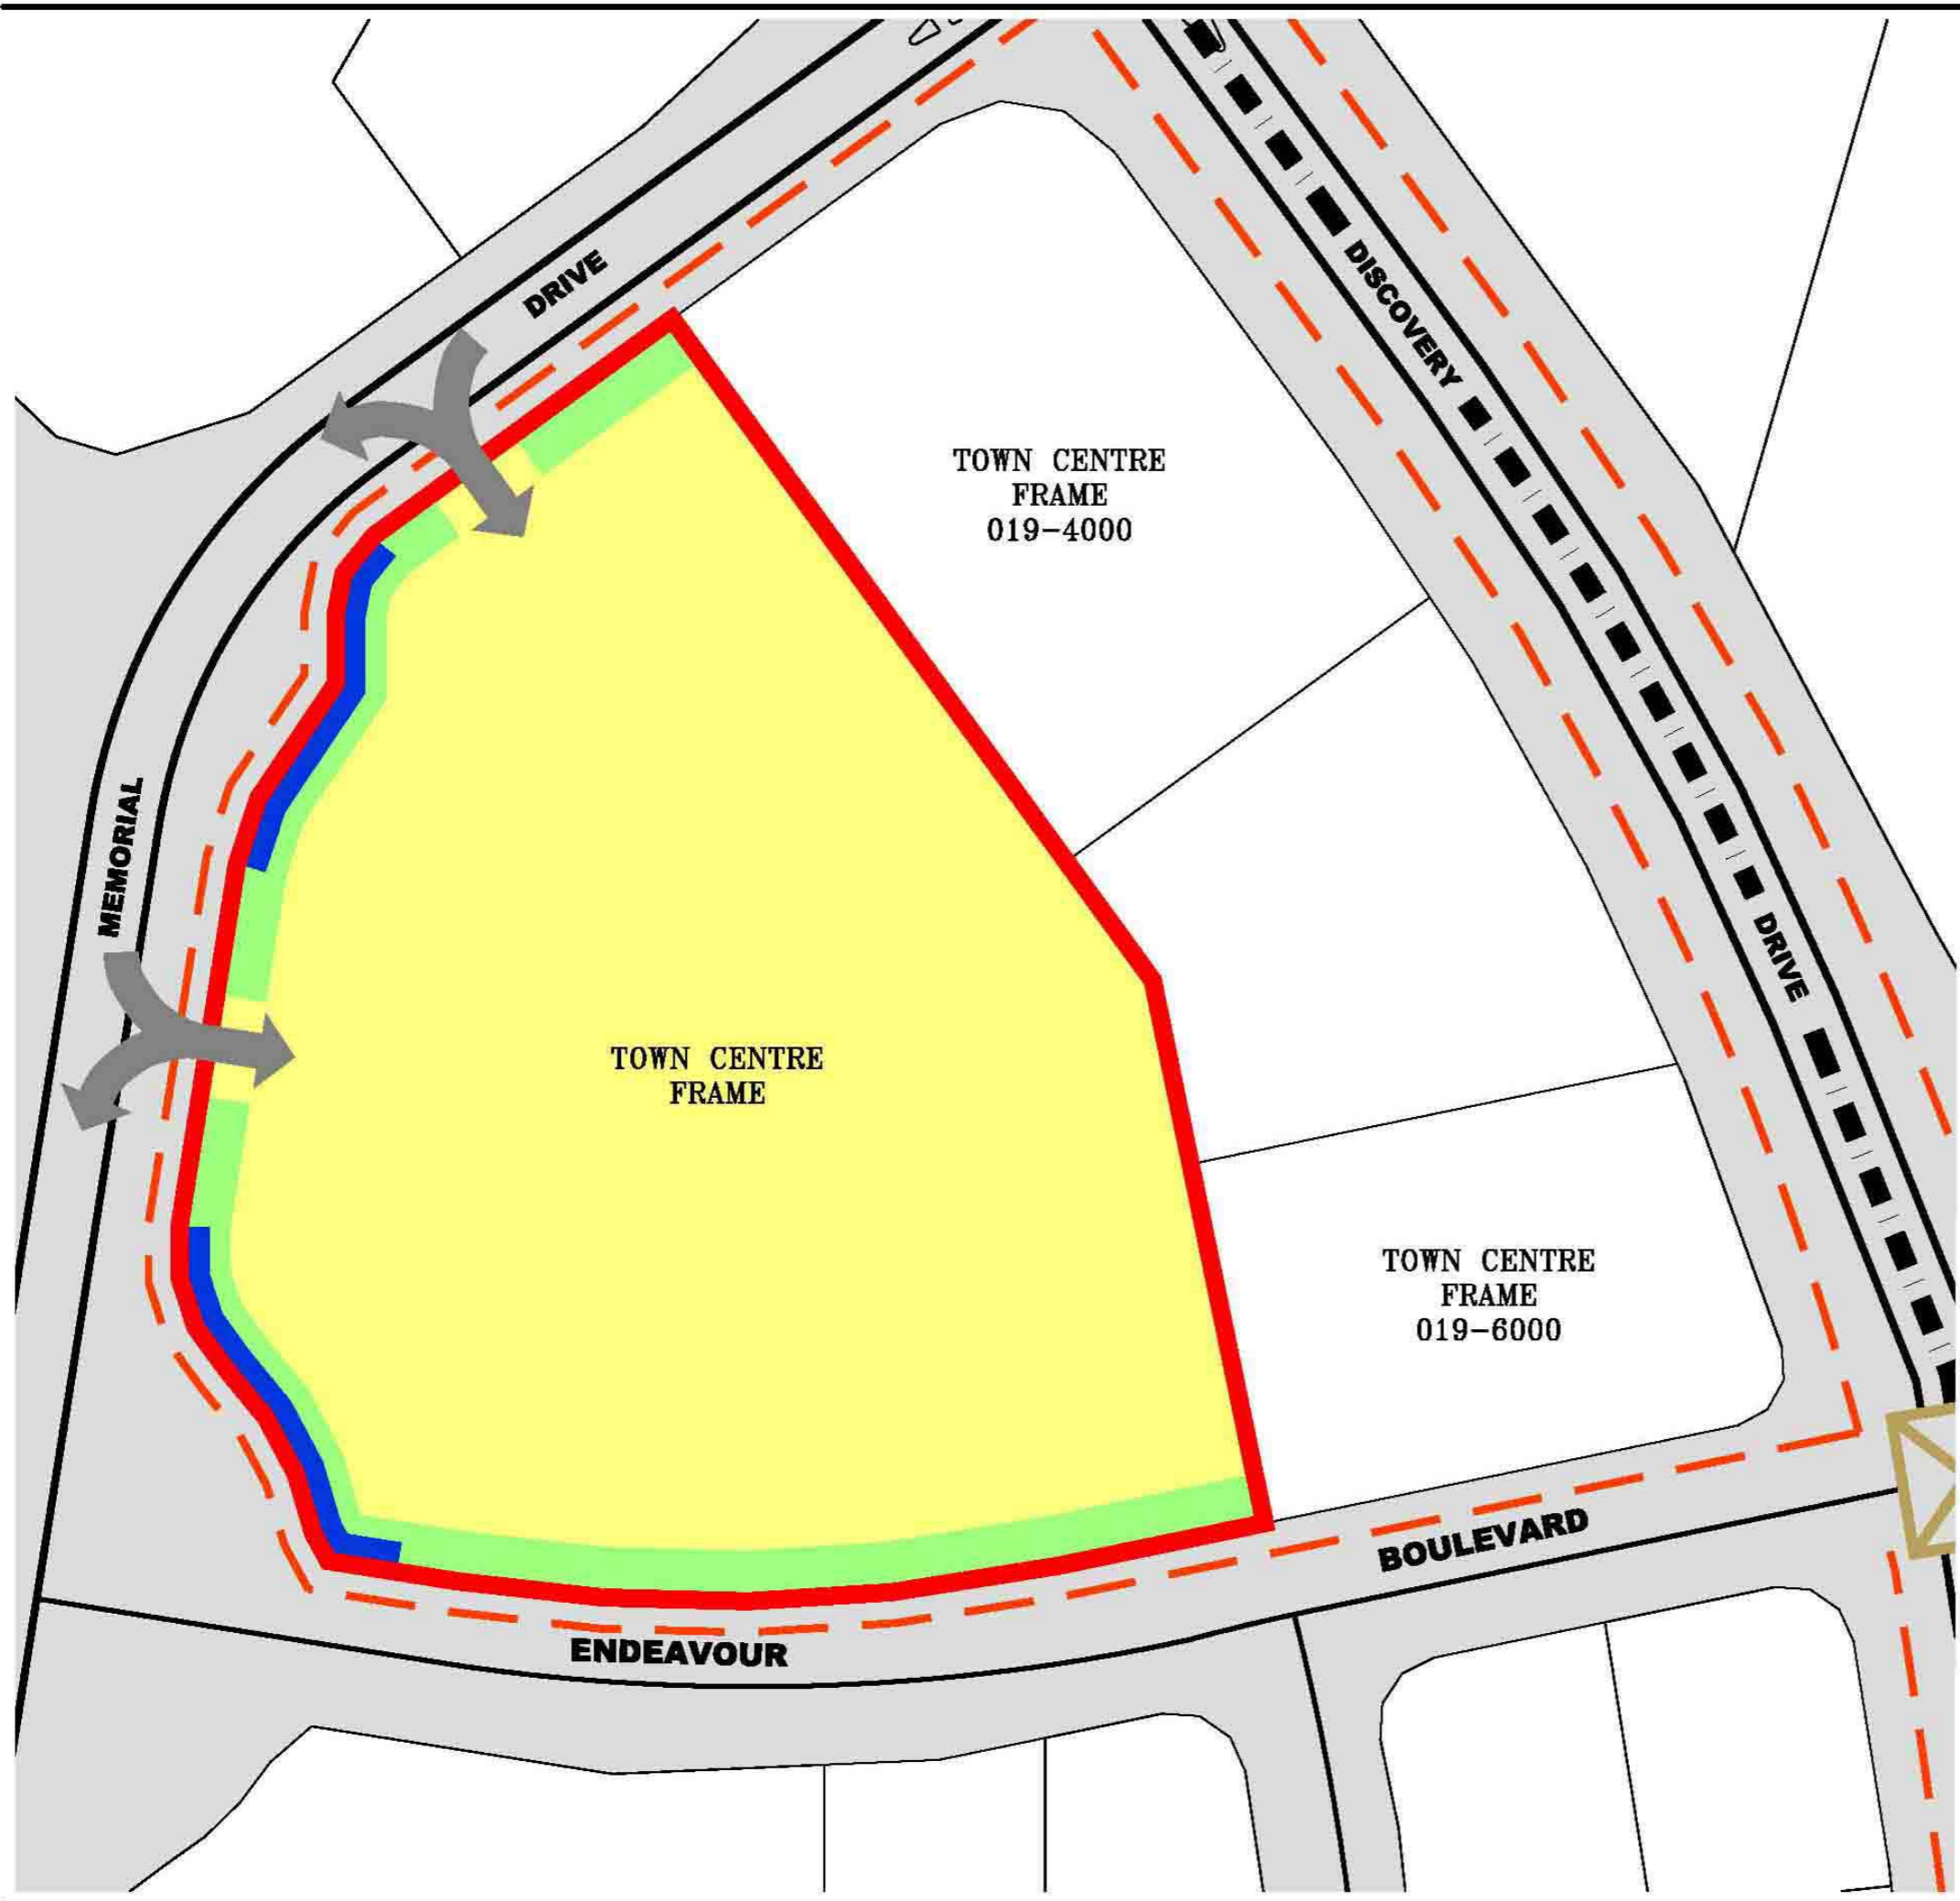 DRIVE
DISCOVERY
TOWN CENTRE
FRAME
019-4000
MEMORIAL
DRIVE
TOWN CENTRE
FRAME
TOWN CENTRE
FRAME
019-6000
BOULEVARD
ENDEAVOUR